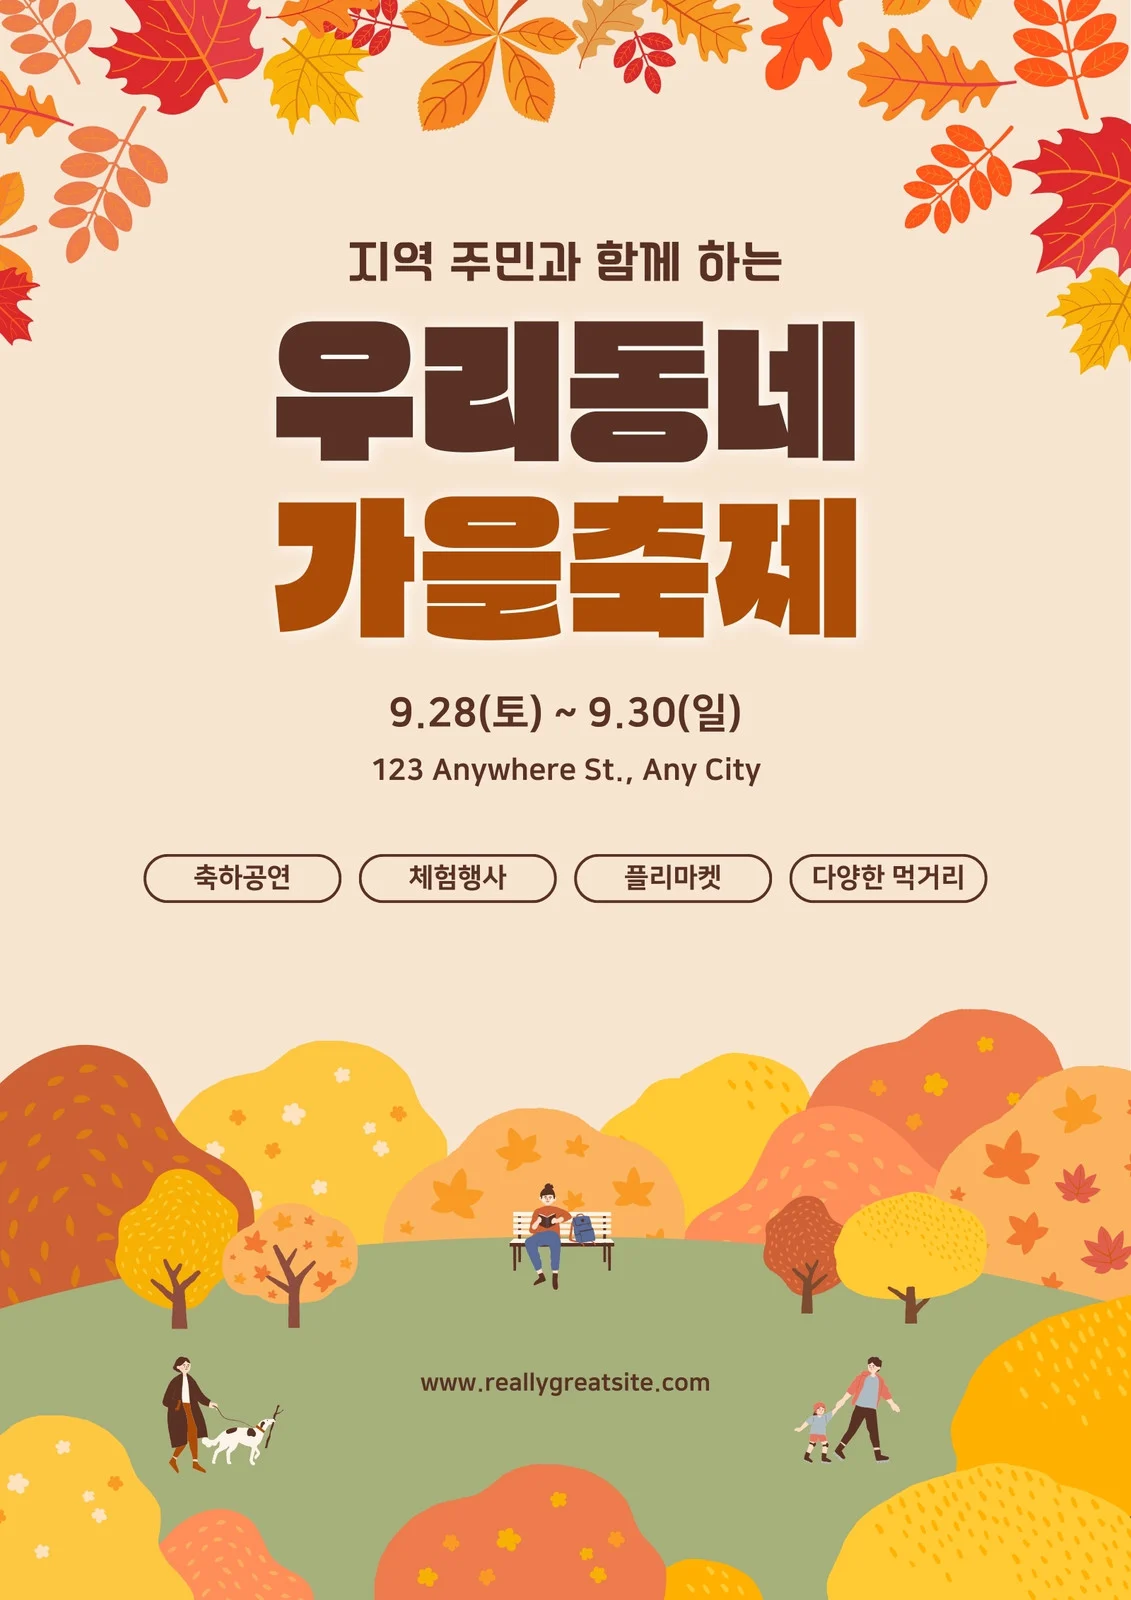 지역 주민과 함께 하는
우리동네
가을축제
9.28(토) ~ 9.30(일)
123 Anywhere St., Any City
축하공연
체험행사
플리마켓
다양한 먹거리
www.reallygreatsite.com